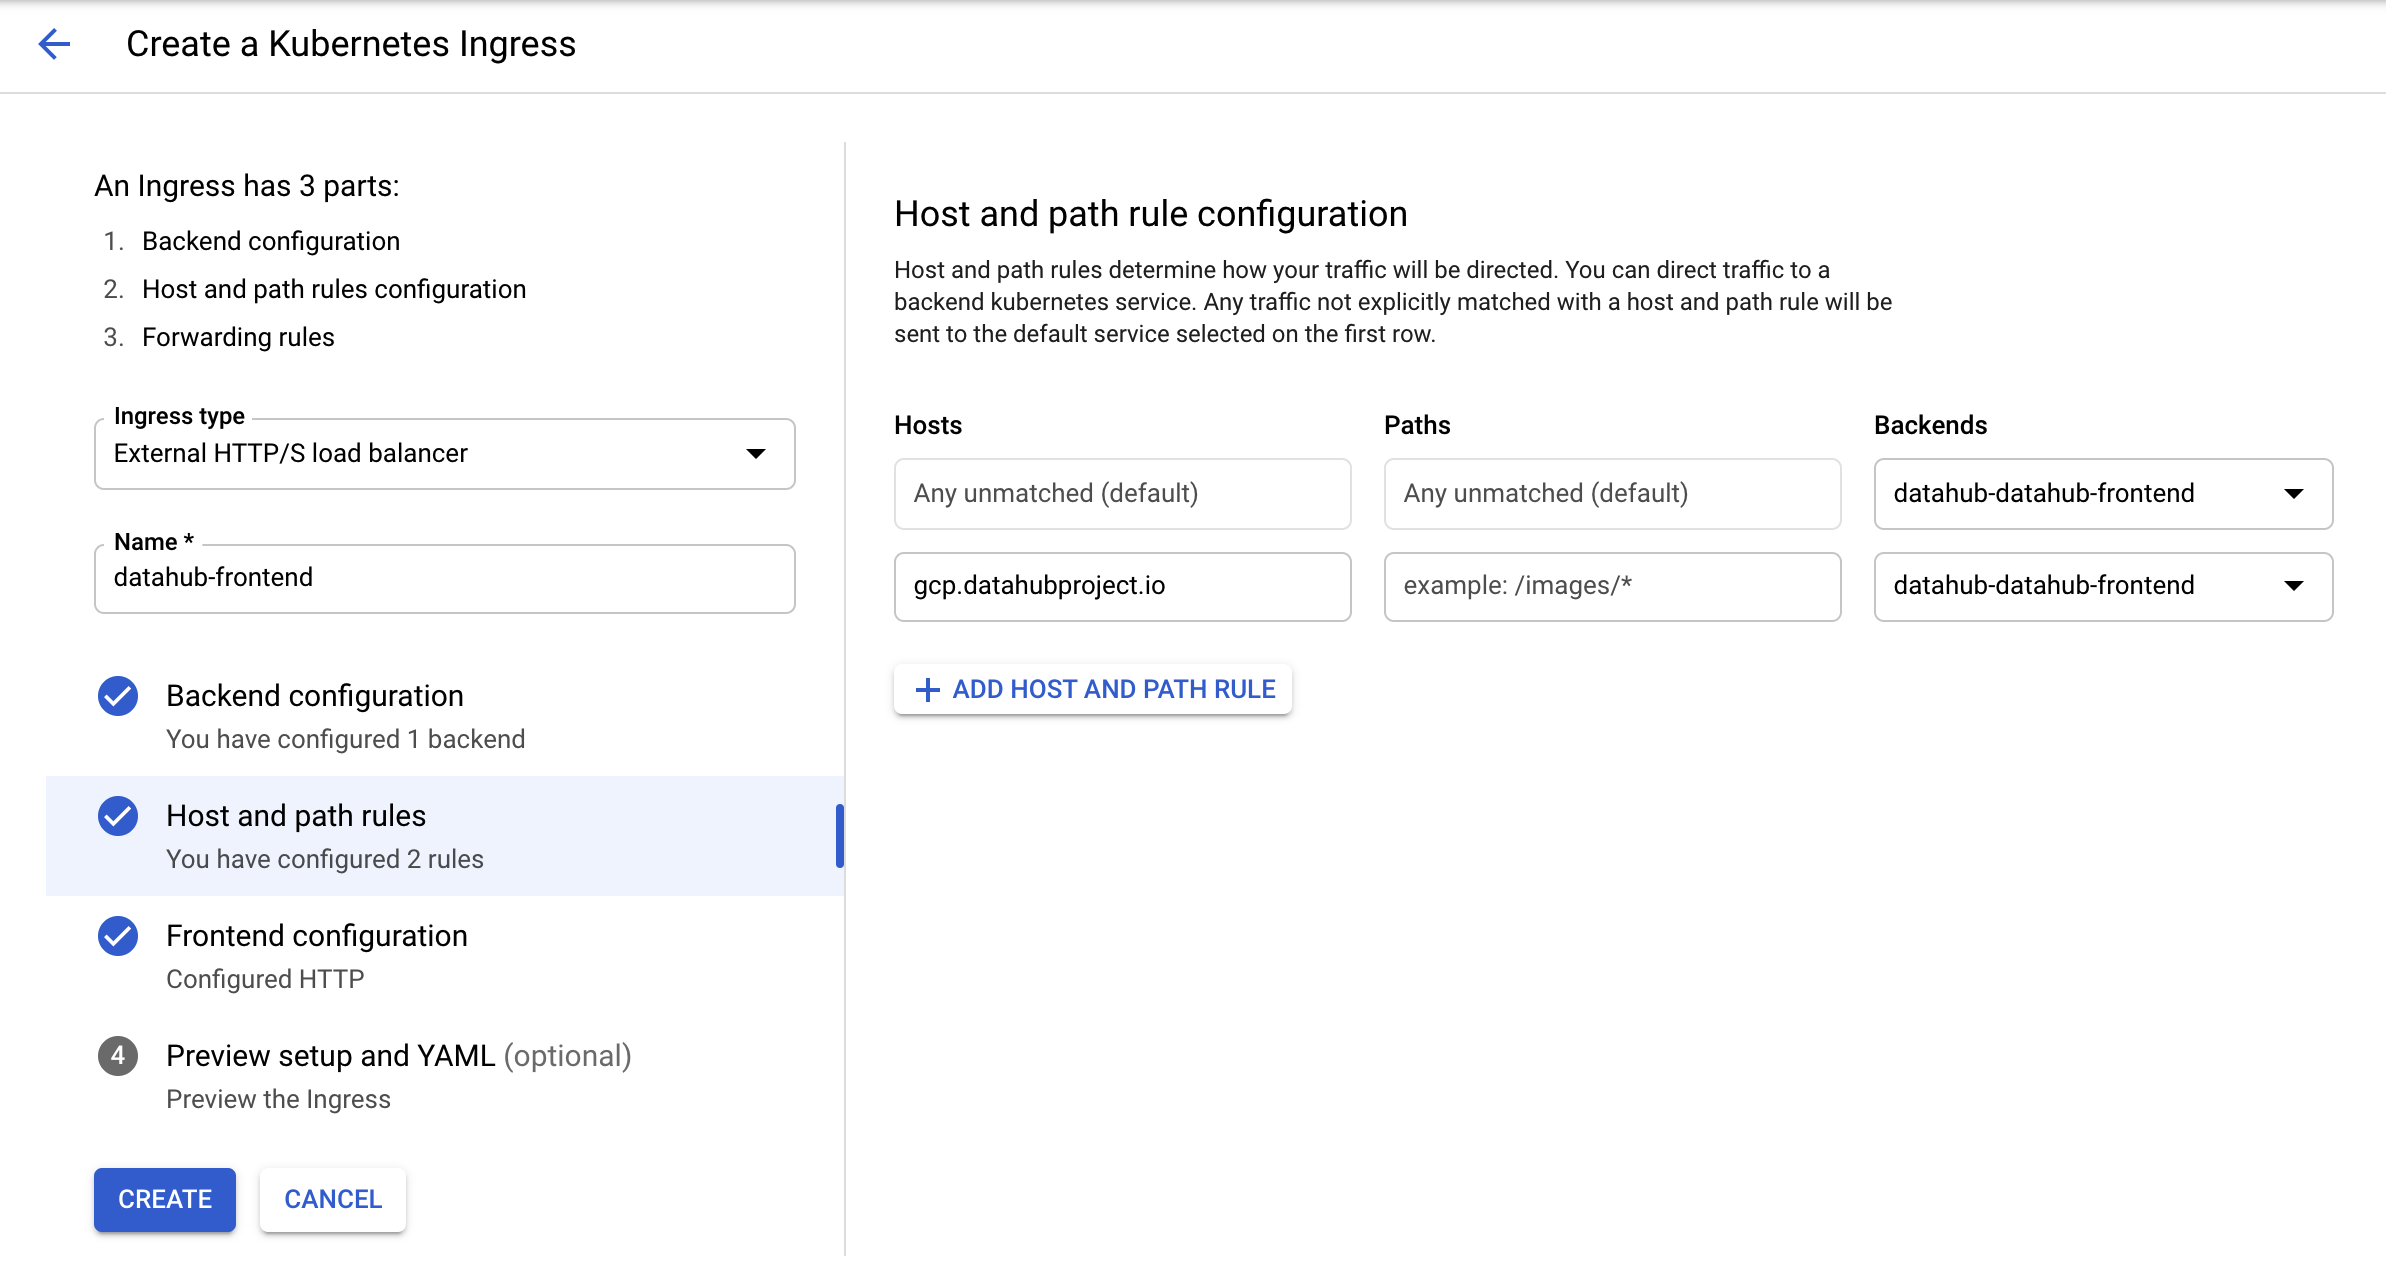 Create a Kubernetes Ingress
An Ingress has 3 parts:
1. Backend configuration
2. Host and path rules configuration
3. Forwarding rules
Ingress type
External HTTP/S load balancer
Name *
datahub-frontend
Backend configuration
You have configured 1 backend
Host and path rules
You have configured 2 rules
Frontend configuration
Configured HTTP
4 Preview setup and YAML (optional)
Preview the Ingress
CREATE CANCEL
Host and path rule configuration
Host and path rules determine how your traffic will be directed. You can direct traffic to a
backend kubernetes service. Any traffic not explicitly matched with a host and path rule will be
sent to the default service selected on the first row.
Hosts Paths Backends
Any unmatched (default) Any unmatched (default) datahub-datahub-frontend
gcp.datahubproject.io example: /images/* datahub-datahub-frontend
+ ADD HOST AND PATH RULE